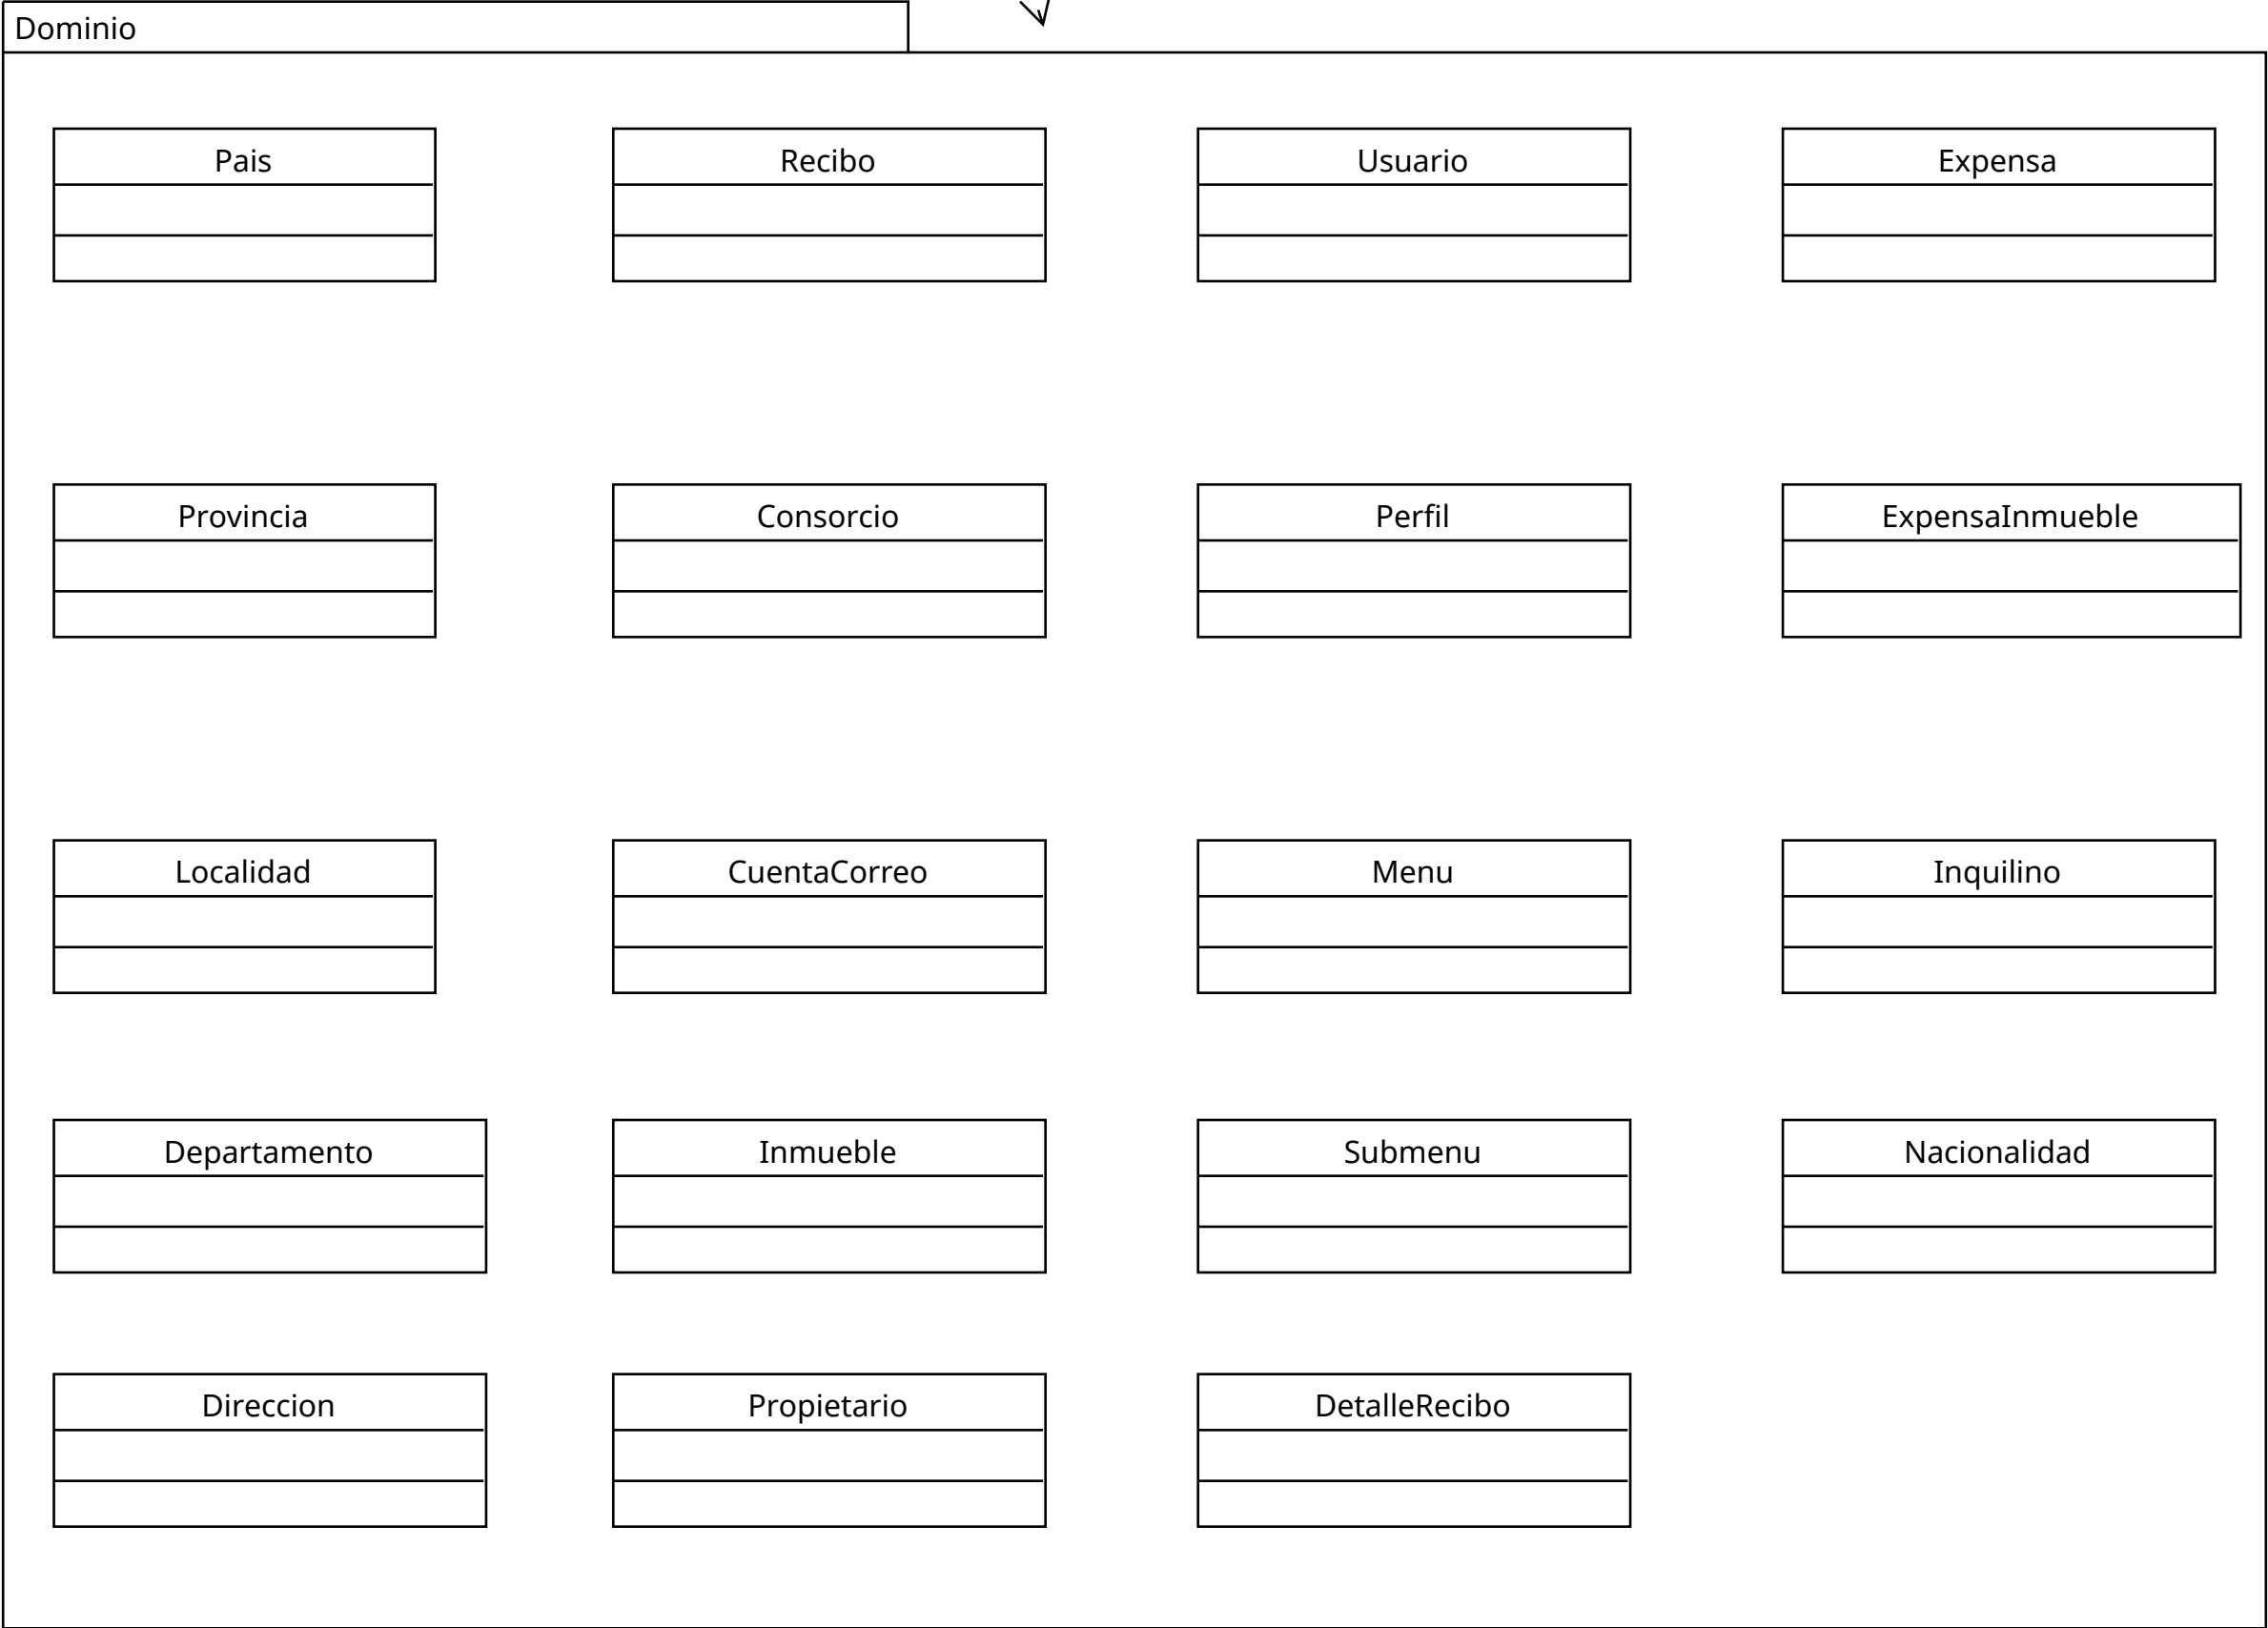 Dominio
Pais
Recibo
Usuario
Expensa
Provincia
Consorcio
Perfil
ExpensaInmueble
Localidad
CuentaCorreo
Menu
Inquilino
Departamento
Inmueble
Submenu
Nacionalidad
Direccion
Propietario
DetalleRecibo